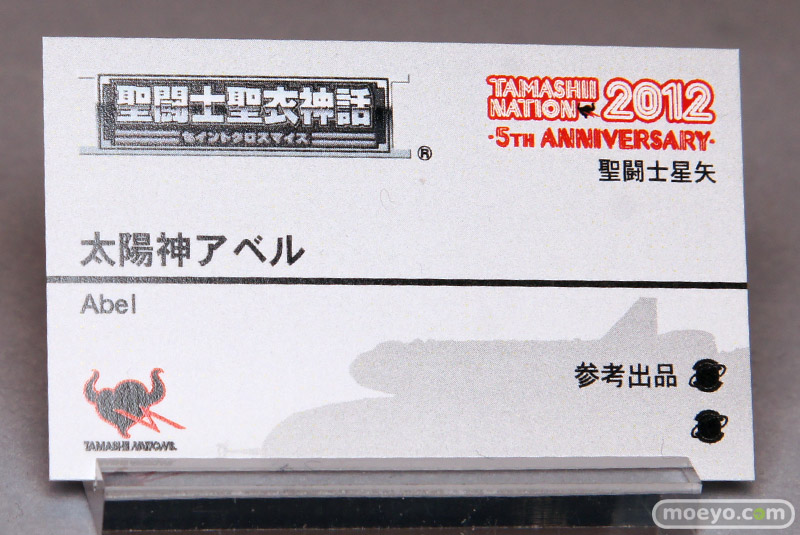 聖闘士聖衣神話
セイントクロスマイス
®
TAMASHII
NATION 2012
・5TH ANNIVERSARY・
聖闘士星矢
太陽神アベル
Abel
参考出品
TAMASHII NATIONS
moeyo.com